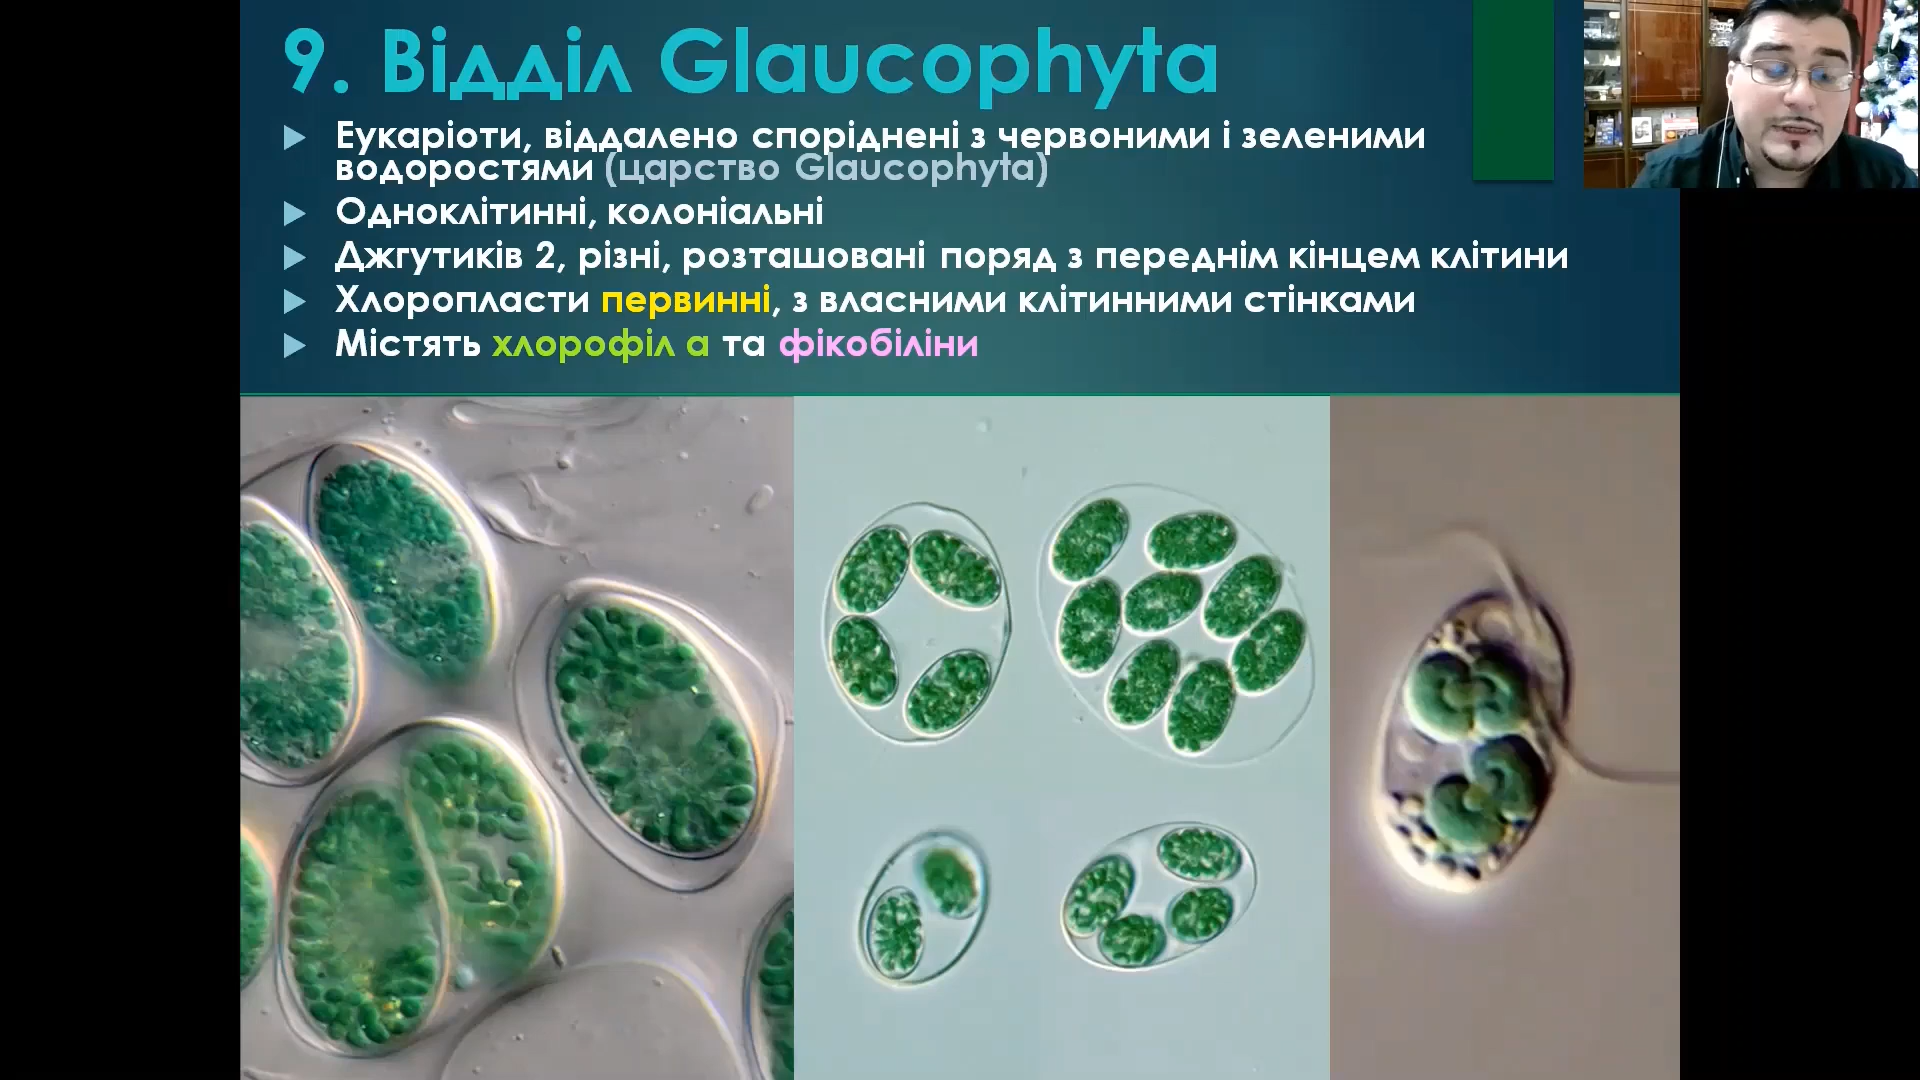 9. Відділ Glaucophyta
Еукаріоти, віддалено споріднені з червоними і зеленими
водоростями (царство Glaucophyta)
Одноклітинні, колоніальні
Джгутиків 2, різні, розташовані поряд з переднім кінцем клітини
Хлоропласти первинні, з власними клітинними стінками
Містять хлорофіл а та фікобіліни